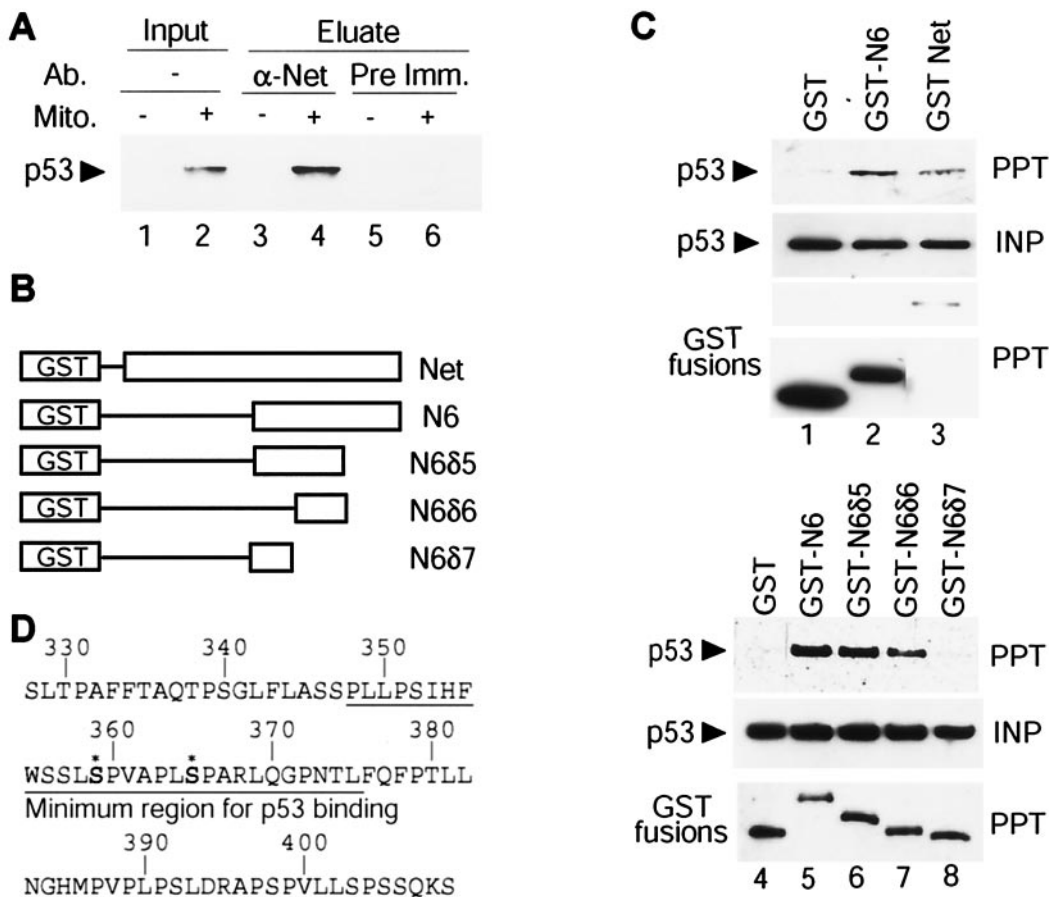 A
Input Eluate
Ab. - α-Net Pre Imm.
Mito. - + - + - +
p53
1 2 3 4 5 6
B
GST Net
GST N6
GST N6δ5
GST N6δ6
GST N6δ7
D
330 340 350
SLTPAFFTAQTPSGLFLASSPLLPSIHF
360 370 380
* *
WSSLSPVAPLSPARLQGPNTLFQFPTLL
Minimum region for p53 binding
390 400
NGHMPVPLPSLDRAPSPVLLSPSSQKS
C
GST GST-N6 GST Net
p53 PPT
p53 INP
GST fusions PPT
1 2 3
GST GST-N6 GST-N6δ5 GST-N6δ6 GST-N6δ7
p53 PPT
p53 INP
GST fusions PPT
4 5 6 7 8